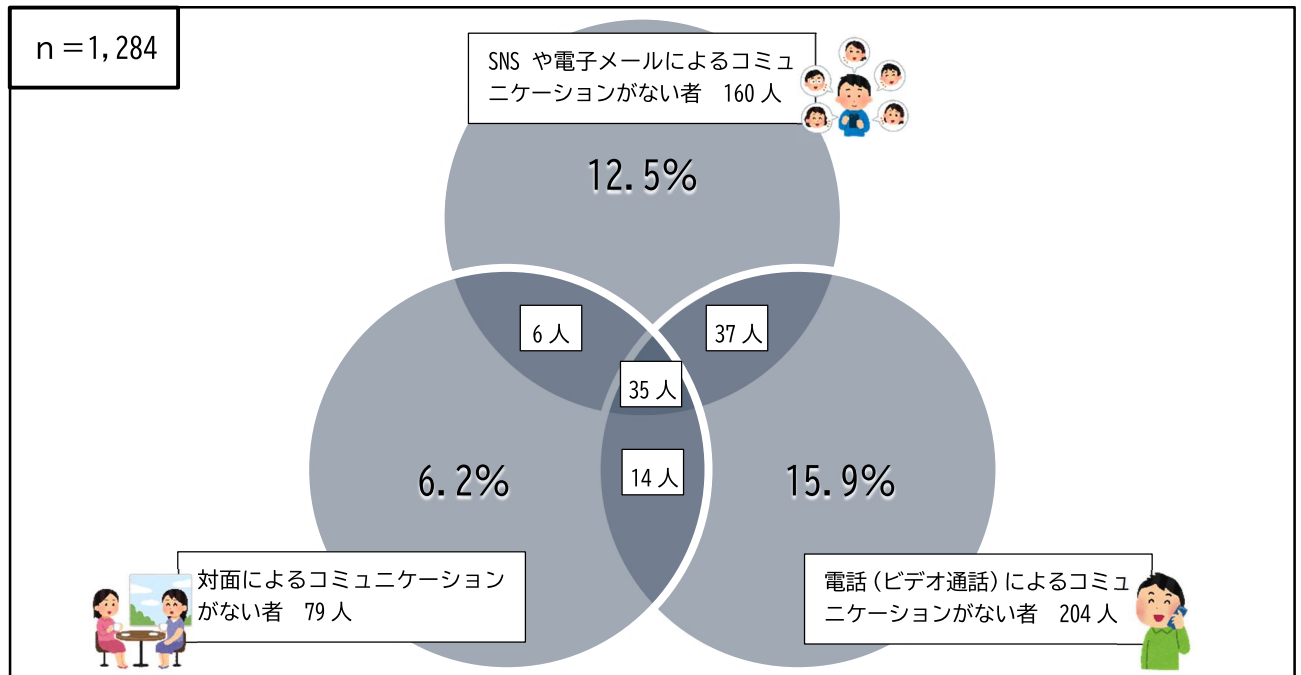 n＝1,284
SNS や電子メールによるコミュ
ニケーションがない者　160 人
12.5%
6 人
37 人
35 人
14 人
6.2%
15.9%
対面によるコミュニケーション
がない者　79 人
電話(ビデオ通話)によるコミュ
ニケーションがない者　204 人